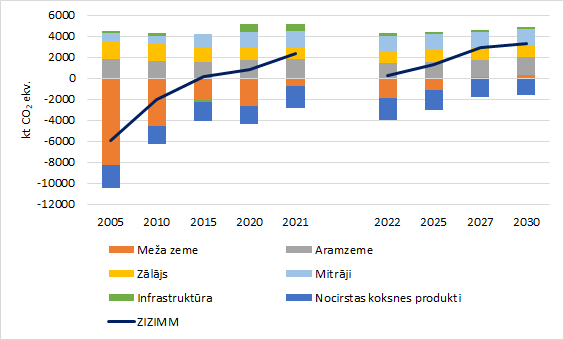 kt CO₂ ekv.
6000
4000
2000
0
-2000
-4000
-6000
-8000
-10000
-12000
2005 2010 2015 2020 2021 2022 2025 2027 2030
Meža zeme Aramzeme
Zālājs Mitrāji
Infrastruktūra Nocirstas koksnes produkti
ZIZIMM